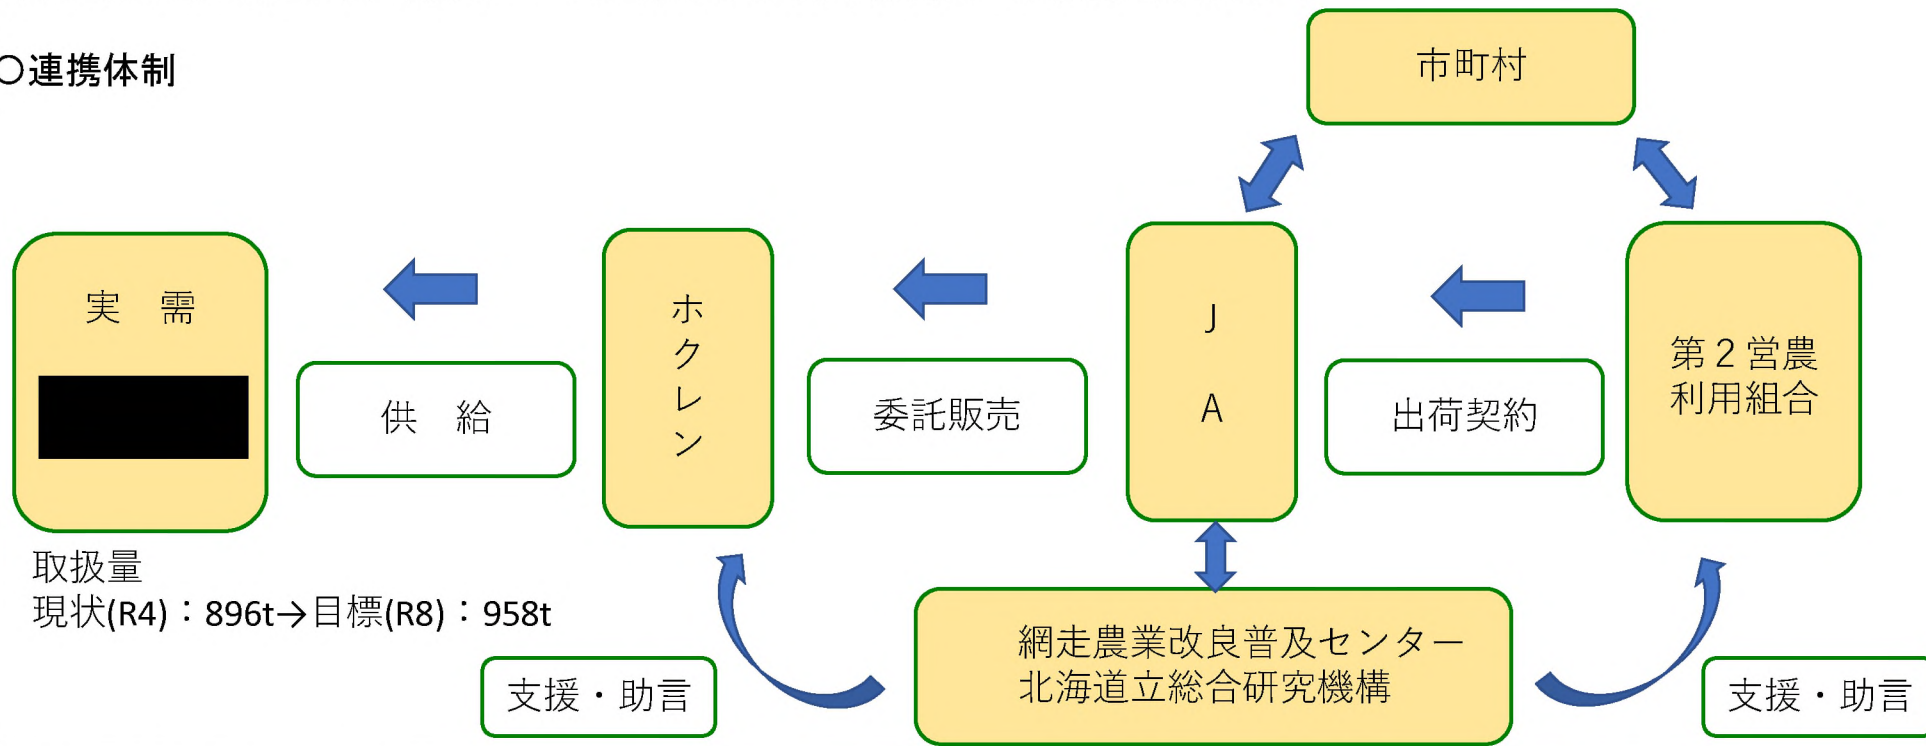 ○連携体制
市町村
実　需
供　給
ホクレン
委託販売
J
A
出荷契約
第２営農
利用組合
取扱量
現状(R4)：896t→目標(R8)：958t
網走農業改良普及センター
北海道立総合研究機構
支援・助言
支援・助言